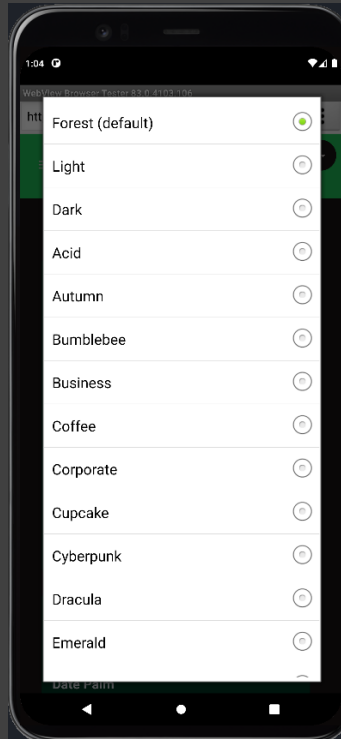 1:04
WebView Browser Tester 83.0.4103.106
htt
Forest (default)
Light
Dark
Acid
Autumn
Bumblebee
Business
Coffee
Corporate
Cupcake
Cyberpunk
Dracula
Emerald
Date Palm